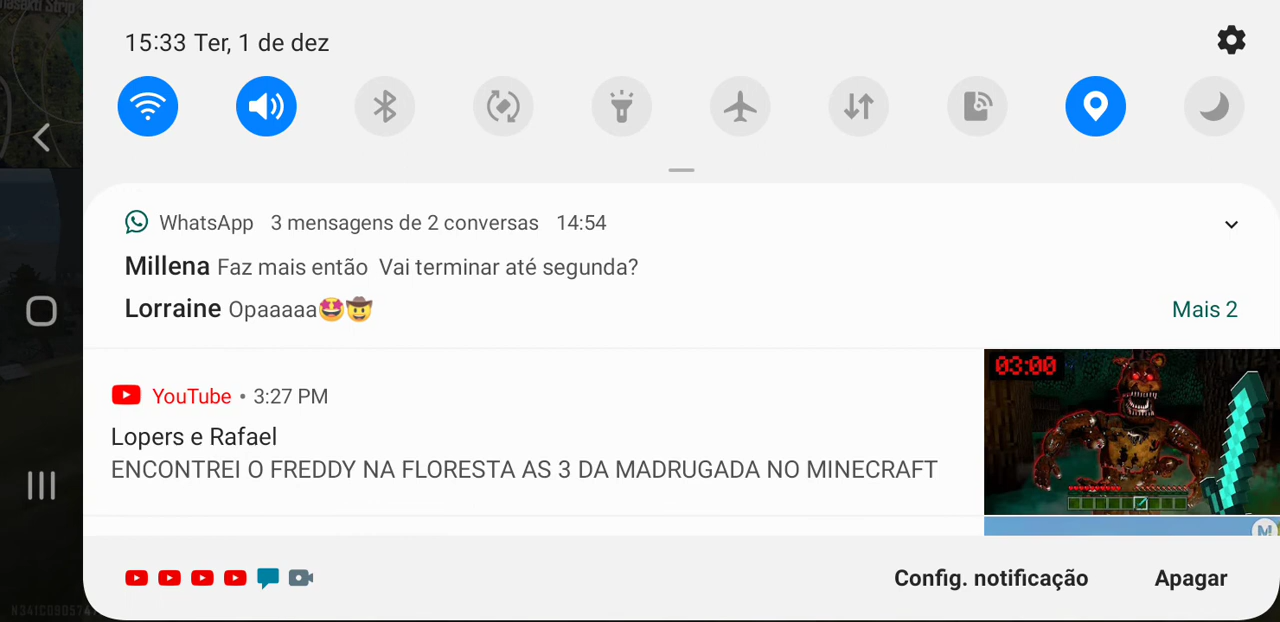 15:33 Ter, 1 de dez
WhatsApp 3 mensagens de 2 conversas 14:54
Millena Faz mais então Vai terminar até segunda?
Lorraine Opaaaaa🤩🤠
Mais 2
03:00
YouTube • 3:27 PM
Lopers e Rafael
ENCONTREI O FREDDY NA FLORESTA AS 3 DA MADRUGADA NO MINECRAFT
M
Config. notificação Apagar